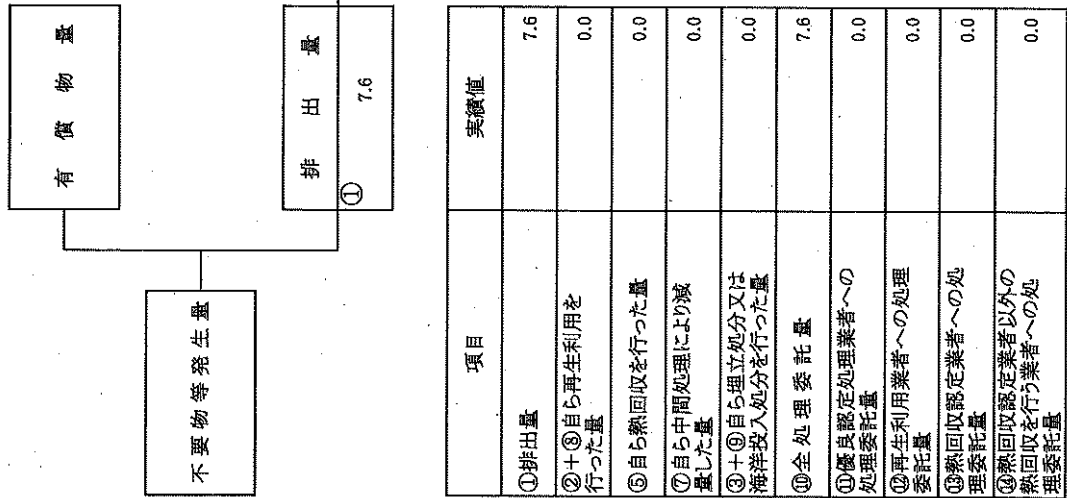 有償物量
不要物等発生量
排出量
①
7.6
項目 実績値
①排出量 7.6
②+⑧自ら再生利用を
行った量 0.0
⑤自ら熱回収を行った量 0.0
⑦自ら中間処理により減
量した量 0.0
③+⑨自ら埋立処分又は
海洋投入処分を行った量 0.0
⑩全処理委託量 7.6
⑪優良認定処理業者への
処理委託量 0.0
⑫再生利用業者への処理
委託量 0.0
⑬熱回収認定業者への処
理委託量 0.0
⑭熱回収認定業者以外の
熱回収を行う業者への処
理委託量 0.0